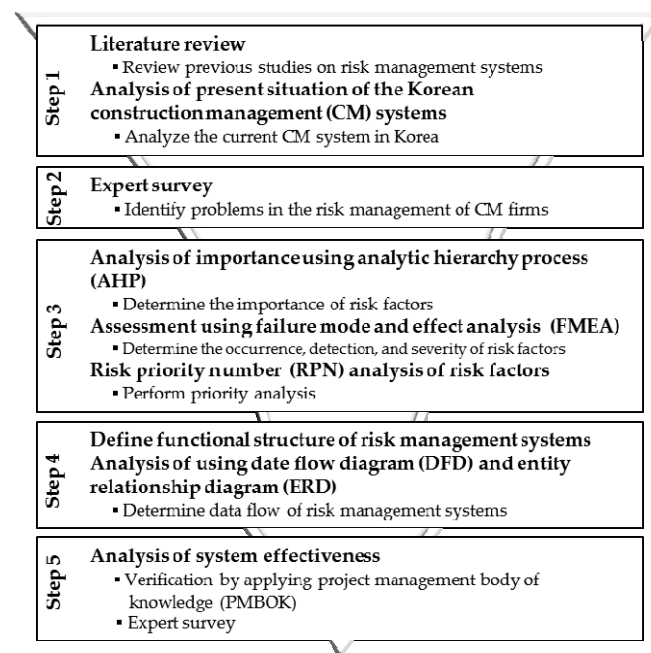 Step 1
Literature review
▪ Review previous studies on risk management systems
Analysis of present situation of the Korean
construction management (CM) systems
▪ Analyze the current CM system in Korea
Step 2
Expert survey
▪ Identify problems in the risk management of CM firms
Step 3
Analysis of importance using analytic hierarchy process
(AHP)
▪ Determine the importance of risk factors
Assessment using failure mode and effect analysis (FMEA)
▪ Determine the occurrence, detection, and severity of risk factors
Risk priority number (RPN) analysis of risk factors
▪ Perform priority analysis
Step 4
Define functional structure of risk management systems
Analysis of using date flow diagram (DFD) and entity
relationship diagram (ERD)
▪ Determine data flow of risk management systems
Step 5
Analysis of system effectiveness
▪ Verification by applying project management body of
knowledge (PMBOK)
▪ Expert survey